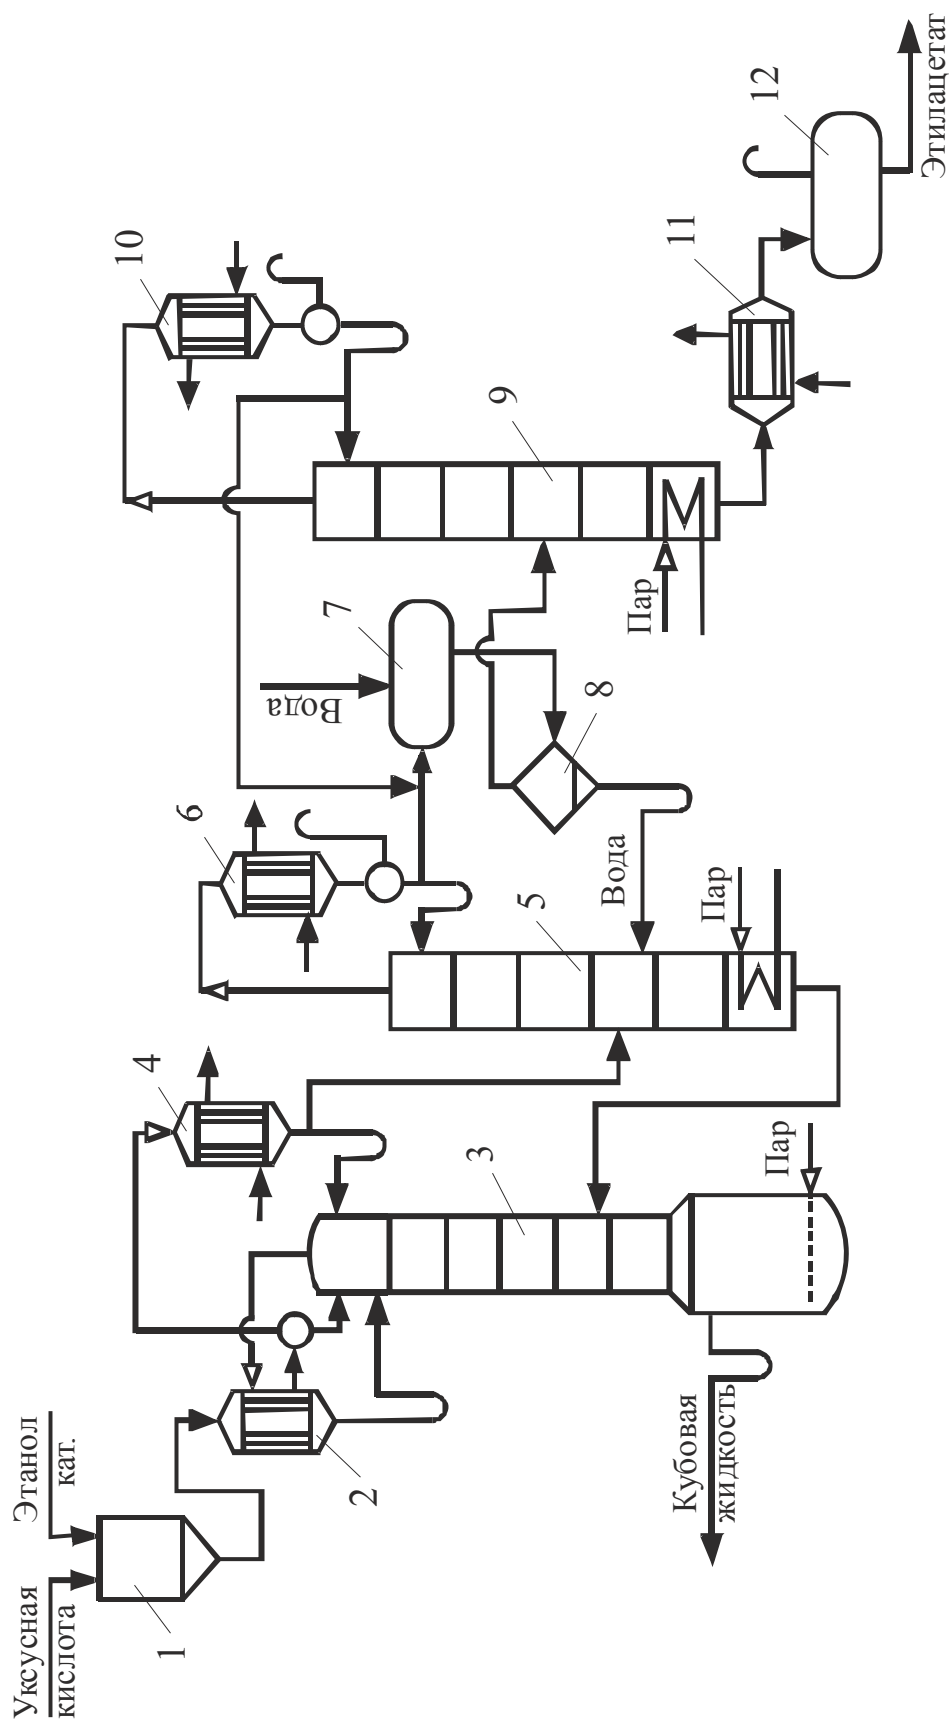 Уксусная
кислота
Этанол
кат.
1
2
3
4
5
6
7
8
9
10
11
12
Кубовая
жидкость
Пар
Пар
Вода
Вода
Пар
Этилацетат